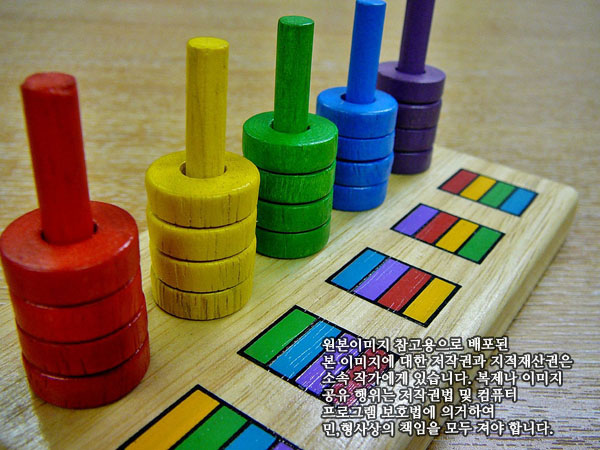 원본이미지 참고용으로 배포된
본 이미지에 대한 저작권과 지적재산권은
소속 작가에게 있습니다. 복제나 이미지
공유 행위는 저작권법 및 컴퓨터
프로그램 보호법에 의거하여
민,형사상의 책임을 모두 져야 합니다.